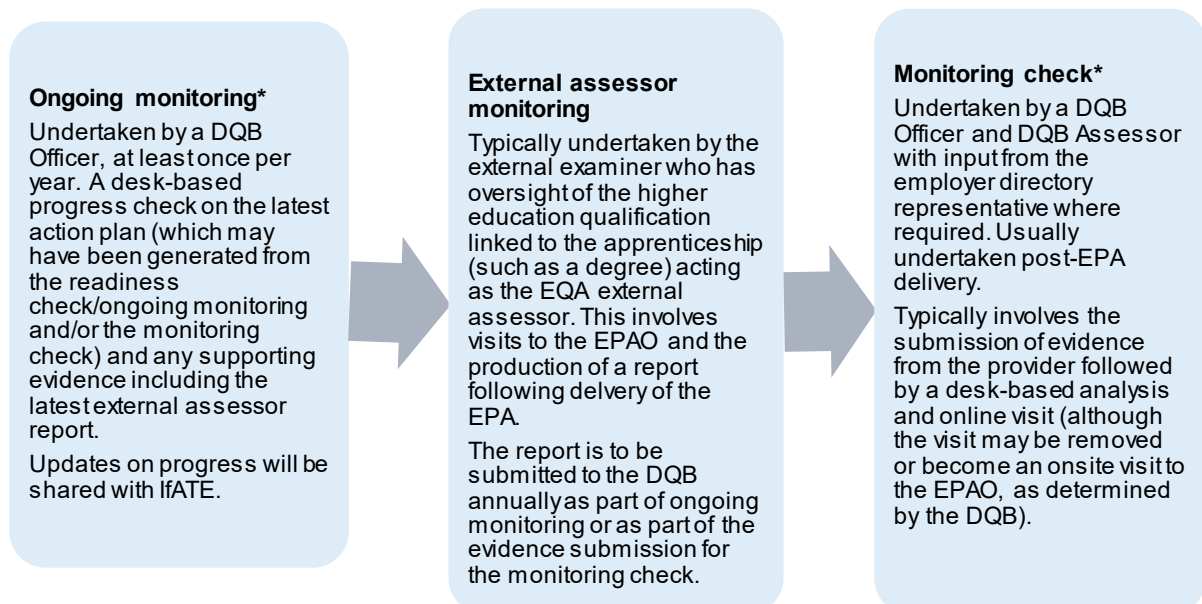 Ongoing monitoring*
Undertaken by a DQB
Officer, at least once per
year. A desk-based
progress check on the latest
action plan (which may
have been generated from
the readiness
check/ongoing monitoring
and/or the monitoring
check) and any supporting
evidence including the
latest external assessor
report.
Updates on progress will be
shared with IfATE.
External assessor
monitoring
Typically undertaken by the
external examiner who has
oversight of the higher
education qualification
linked to the apprenticeship
(such as a degree) acting
as the EQA external
assessor. This involves
visits to the EPAO and the
production of a report
following delvery of the
EPA.
The report is to be
submitted to the DQB
annually as part of ongoing
monitoring or as part of the
evidence submission for
the monitoring check.
Monitoring check*
Undertaken by a DQB
Officer and DQB Assessor
with input from the
employer directory
representative where
required. Usually
undertaken post-EPA
delivery.
Typically involves the
submission of evidence
from the provider followed
by a desk-based analysis
and online visit (although
the visit may be removed
or become an onsite visit to
the EPAO, as determined
by the DQB).